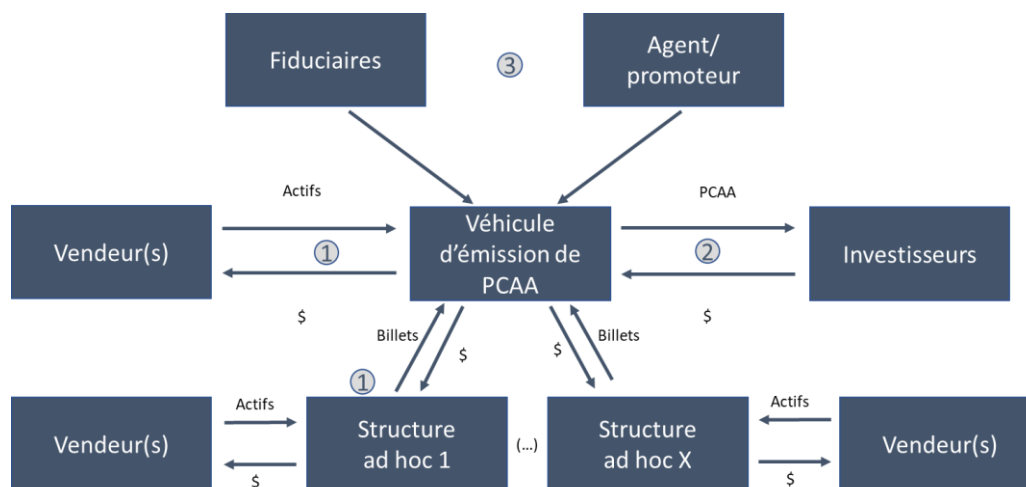 Fiduciaires
3
Agent/
promoteur
Actifs
PCAA
Vendeur(s)
1
Véhicule
d'émission de
PCAA
2
Investisseurs
$
$
Billets
$
$
Billets
1
Actifs
Actifs
Vendeur(s)
Structure
ad hoc 1
(...)
Structure
ad hoc X
Vendeur(s)
$
$